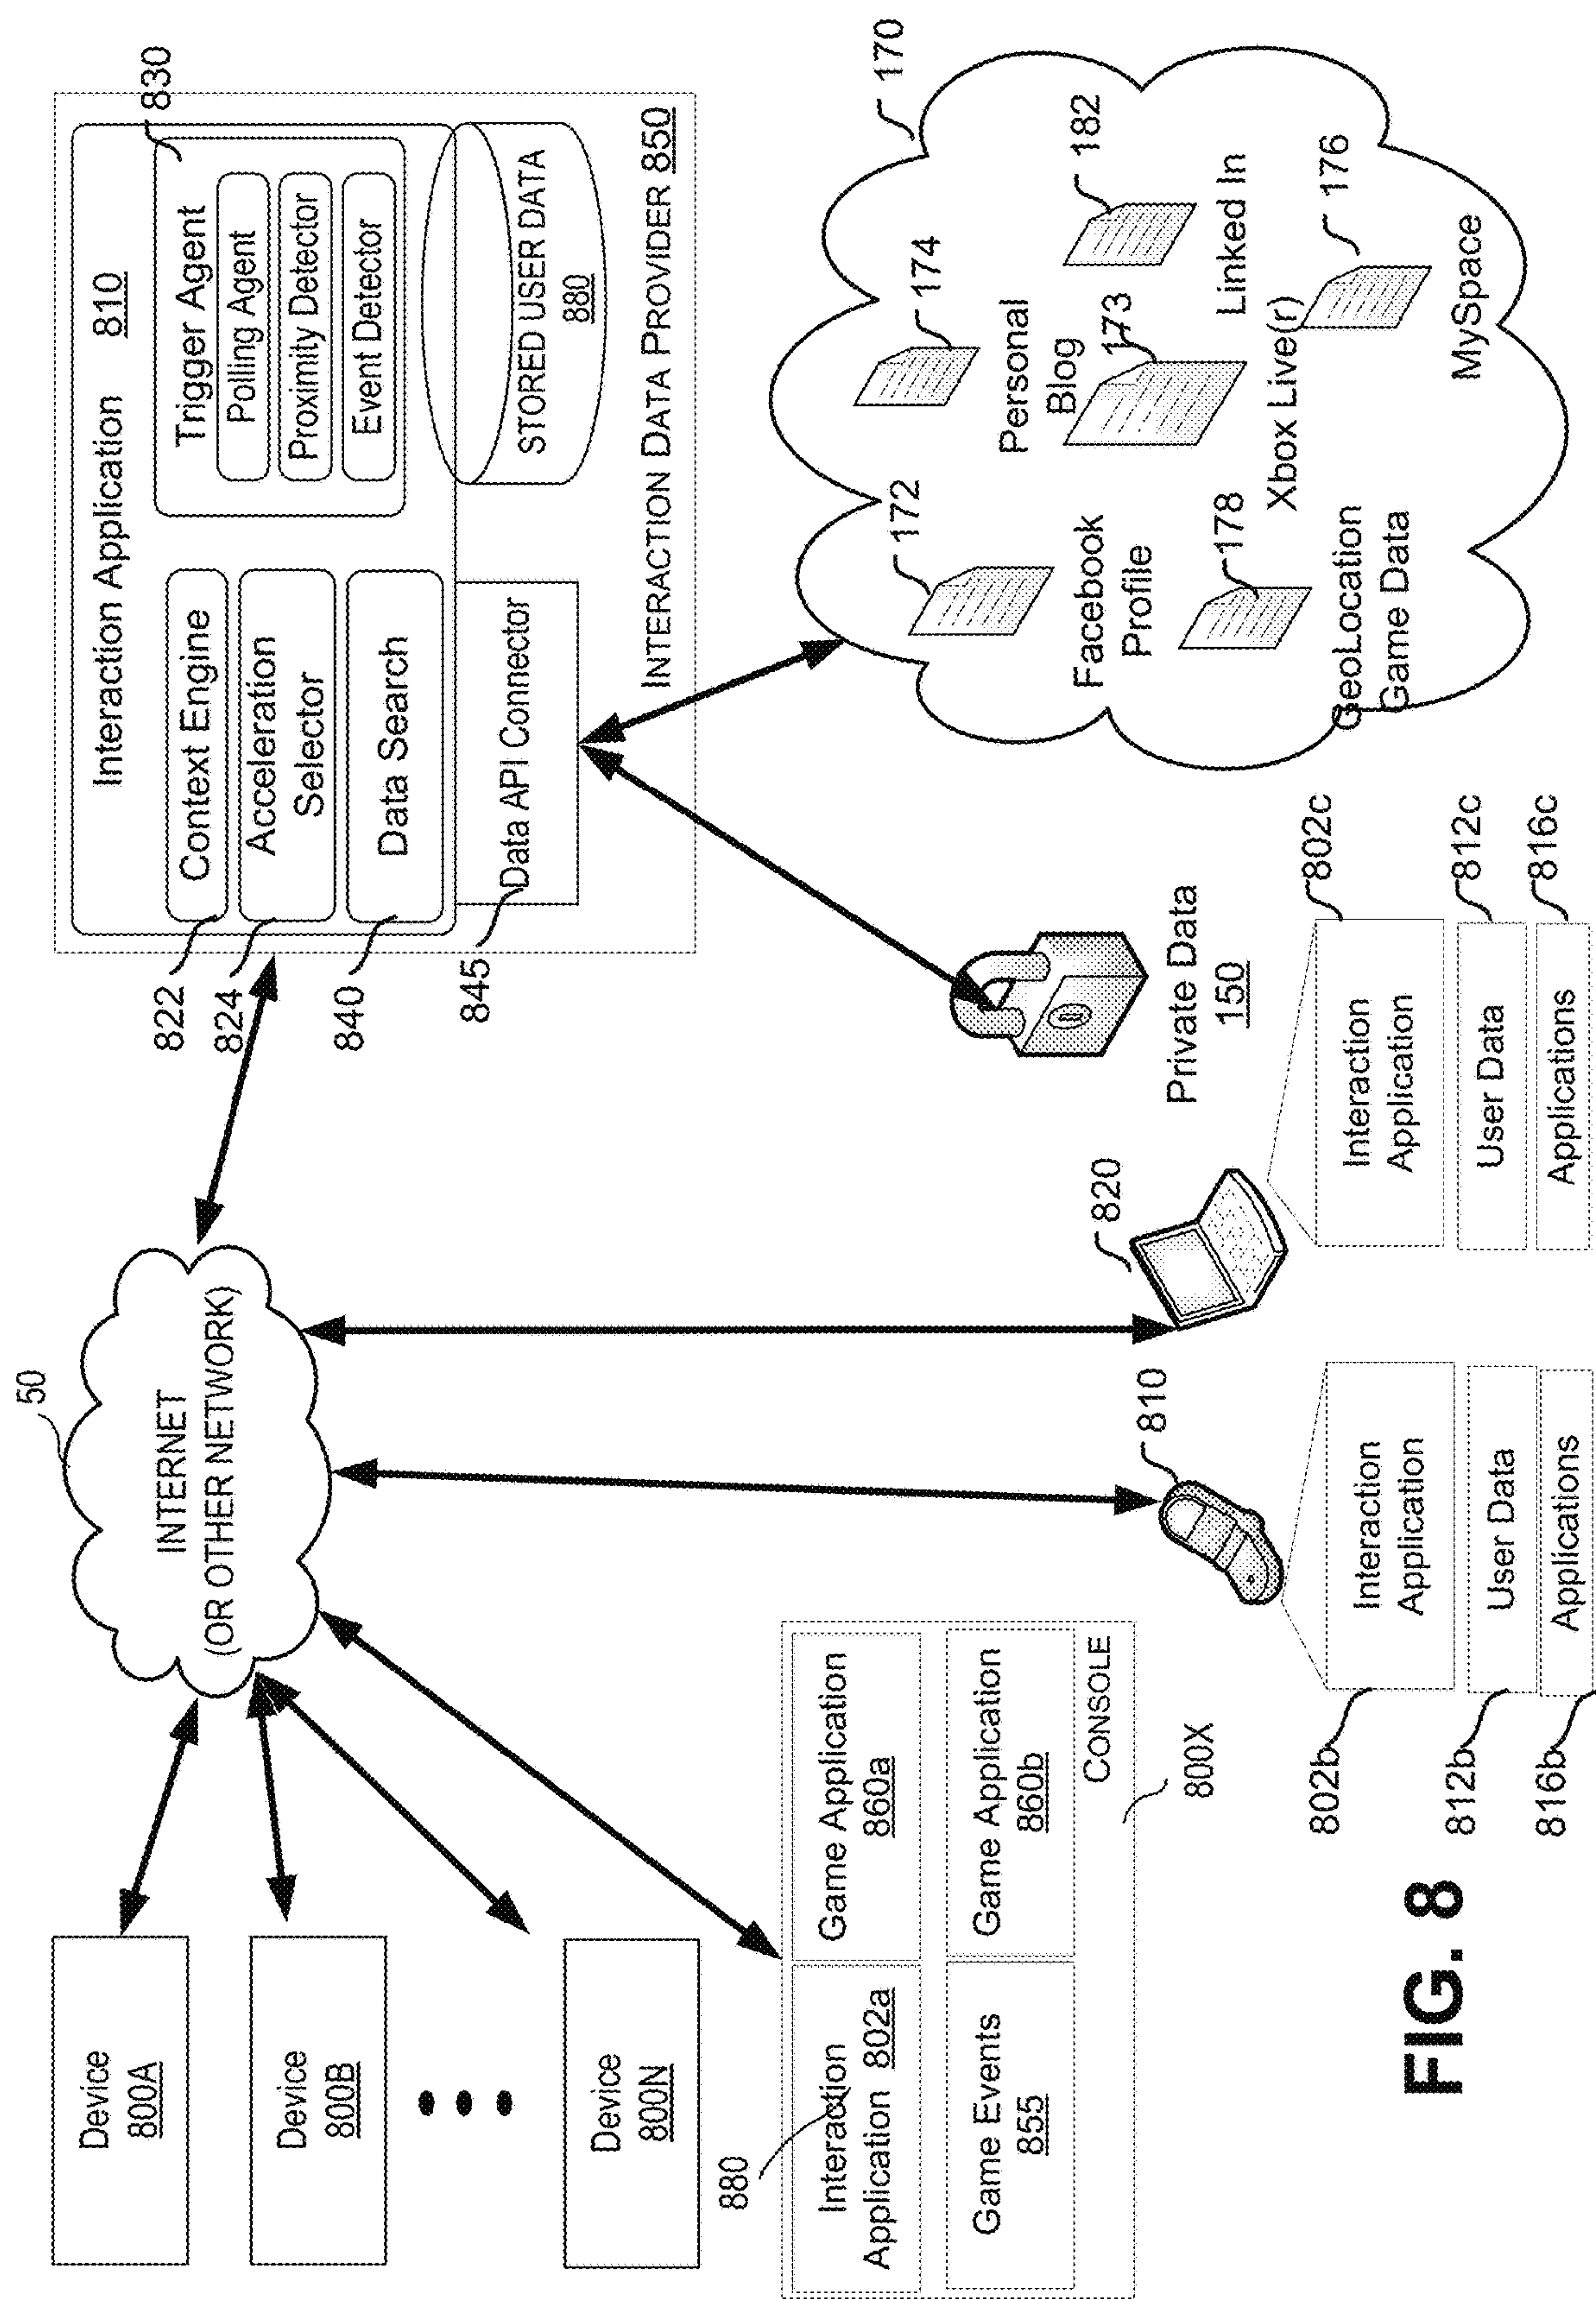 50
INTERNET
(OR OTHER NETWORK)
Device
800A
Device
800B
Device
800N
880
Interaction
Application 802a
Game Application
860a
Game Events
855
Game Application
860b
CONSOLE
800X
810
Interaction
Application
User Data
Applications
802b
812b
816b
820
Interaction
Application
User Data
Applications
802c
812c
816c
Interaction Application 810
830
Trigger Agent
Polling Agent
Proximity Detector
Event Detector
Context Engine
Acceleration
Selector
Data Search
Data API Connector
822
824
840
845
STORED USER DATA
880
INTERACTION DATA PROVIDER 850
Private Data
150
170
172
Facebook
Profile
174
Personal
Blog
173
Xbox Live(r)
182
Linked In
176
MySpace
178
GeoLocation
Game Data
FIG. 8